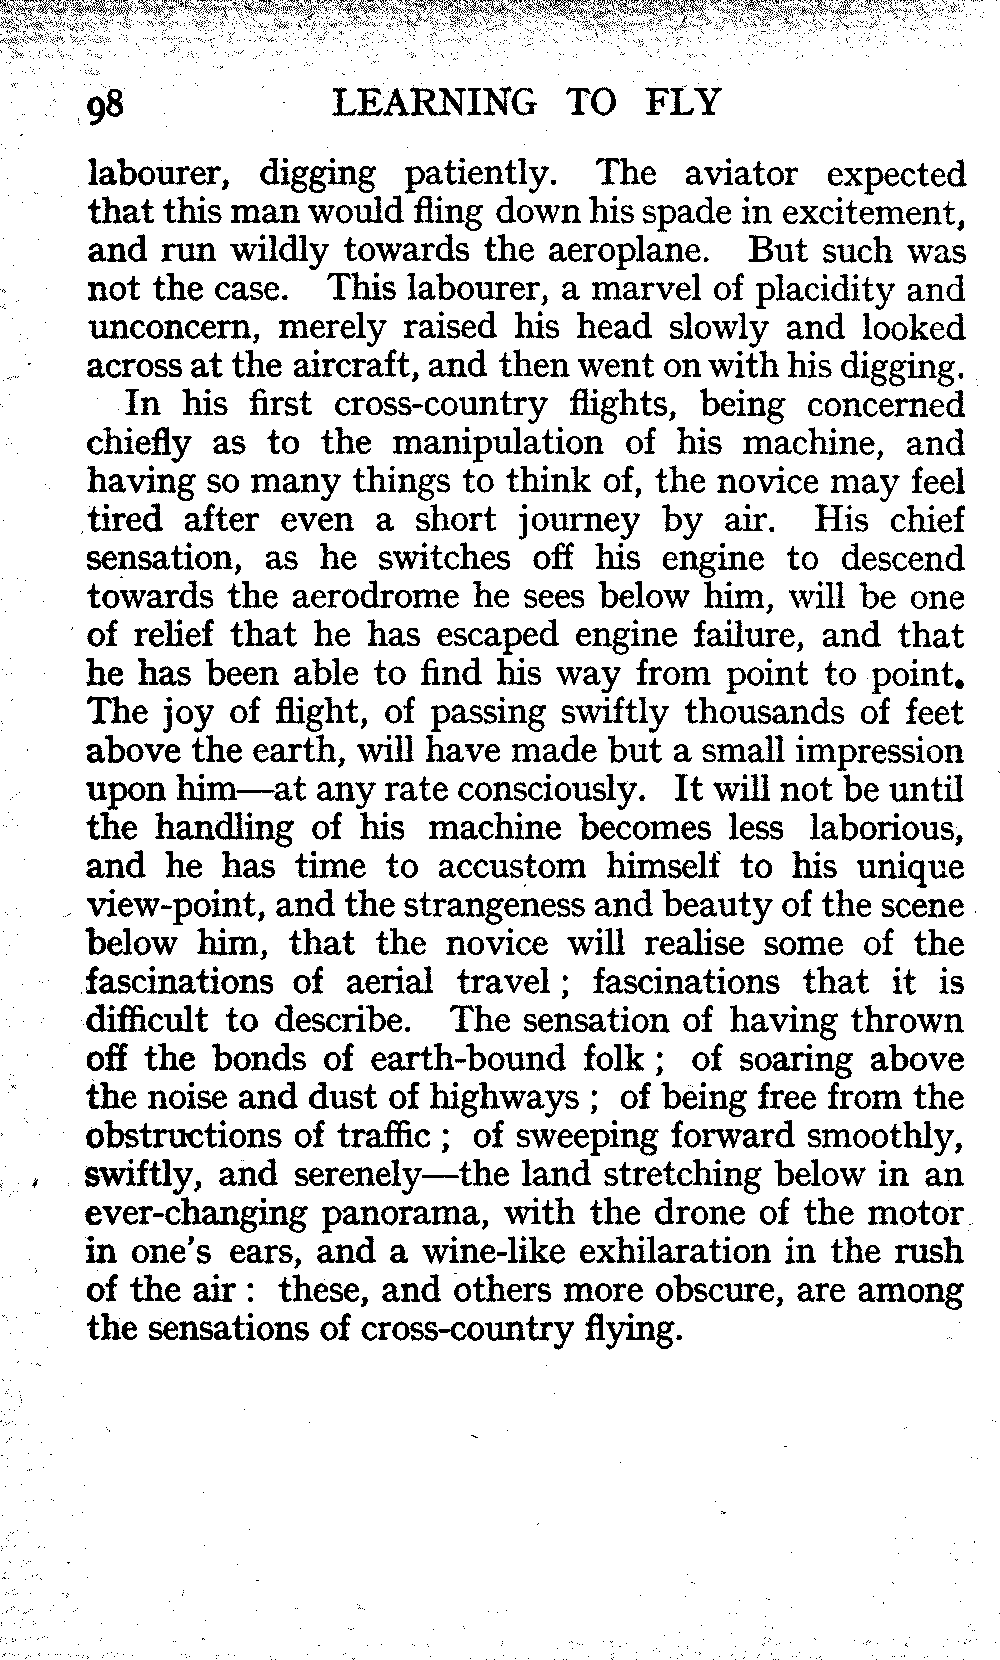 98 LEARNING TO FLY
labourer, digging patiently. The aviator expected
that this man would fling down his spade in excitement,
and run wildly towards the aeroplane. But such was
not the case. This labourer, a marvel of placidity and
unconcern, merely raised his head slowly and looked
across at the aircraft, and then went on with his digging.
In his first cross-country flights, being concerned
chiefly as to the manipulation of his machine, and
having so many things to think of, the novice may feel
tired after even a short journey by air. His chief
sensation, as he switches off his engine to descend
towards the aerodrome he sees below him, will be one
of relief that he has escaped engine failure, and that
he has been able to find his way from point to point.
The joy of flight, of passing swiftly thousands of feet
above the earth, will have made but a small impression
upon him—at any rate consciously. It will not be until
the handling of his machine becomes less laborious,
and he has time to accustom himself to his unique
view-point, and the strangeness and beauty of the scene
below him, that the novice will realise some of the
fascinations of aerial travel ; fascinations that it is
difficult to describe. The sensation of having thrown
off the bonds of earth-bound folk ; of soaring above
the noise and dust of highways ; of being free from the
obstructions of traffic ; of sweeping forward smoothly,
swiftly, and serenely—the land stretching below in an
ever-changing panorama, with the drone of the motor
in one's ears, and a wine-like exhilaration in the rush
of the air : these, and others more obscure, are among
the sensations of cross-country flying.